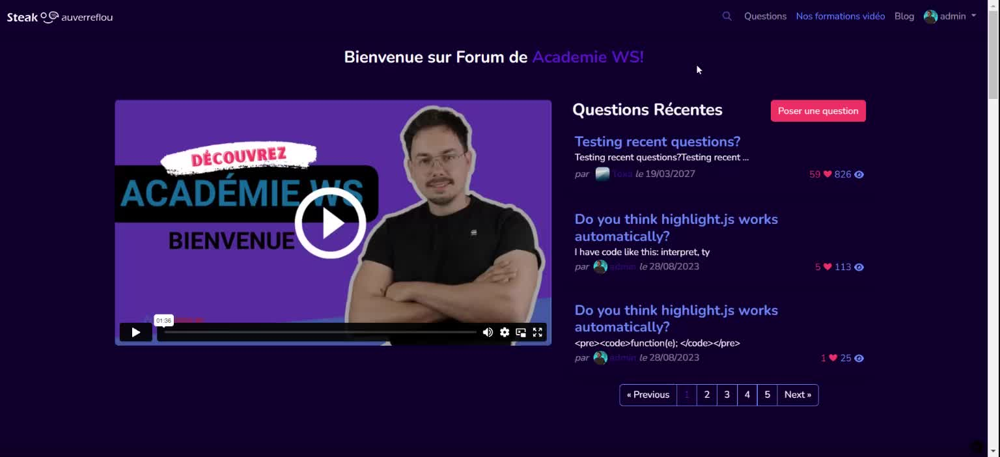 Steak auverreflou
Questions Nos formations vidéo Blog admin
Bienvenue sur Forum de Academie WS!
DÉCOUVREZ
ACADÉMIE WS
BIENVENUE
01:36
Questions Récentes
Poser une question
Testing recent questions?
Testing recent questions?Testing recent ...
par Toxa le 19/03/2027
59 826
Do you think highlight.js works
automatically?
I have code like this: interpret, ty
par admin le 28/08/2023
5 113
Do you think highlight.js works
automatically?
<pre><code>function(e); </code></pre>
par admin le 28/08/2023
1 25
« Previous 1 2 3 4 5 Next »